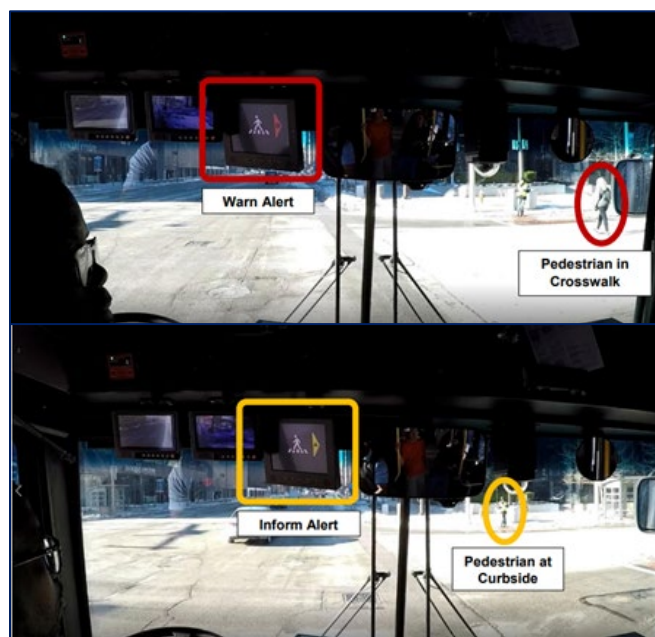 Warn Alert
Pedestrian in
Crosswalk
Inform Alert
Pedestrian at
Curbside